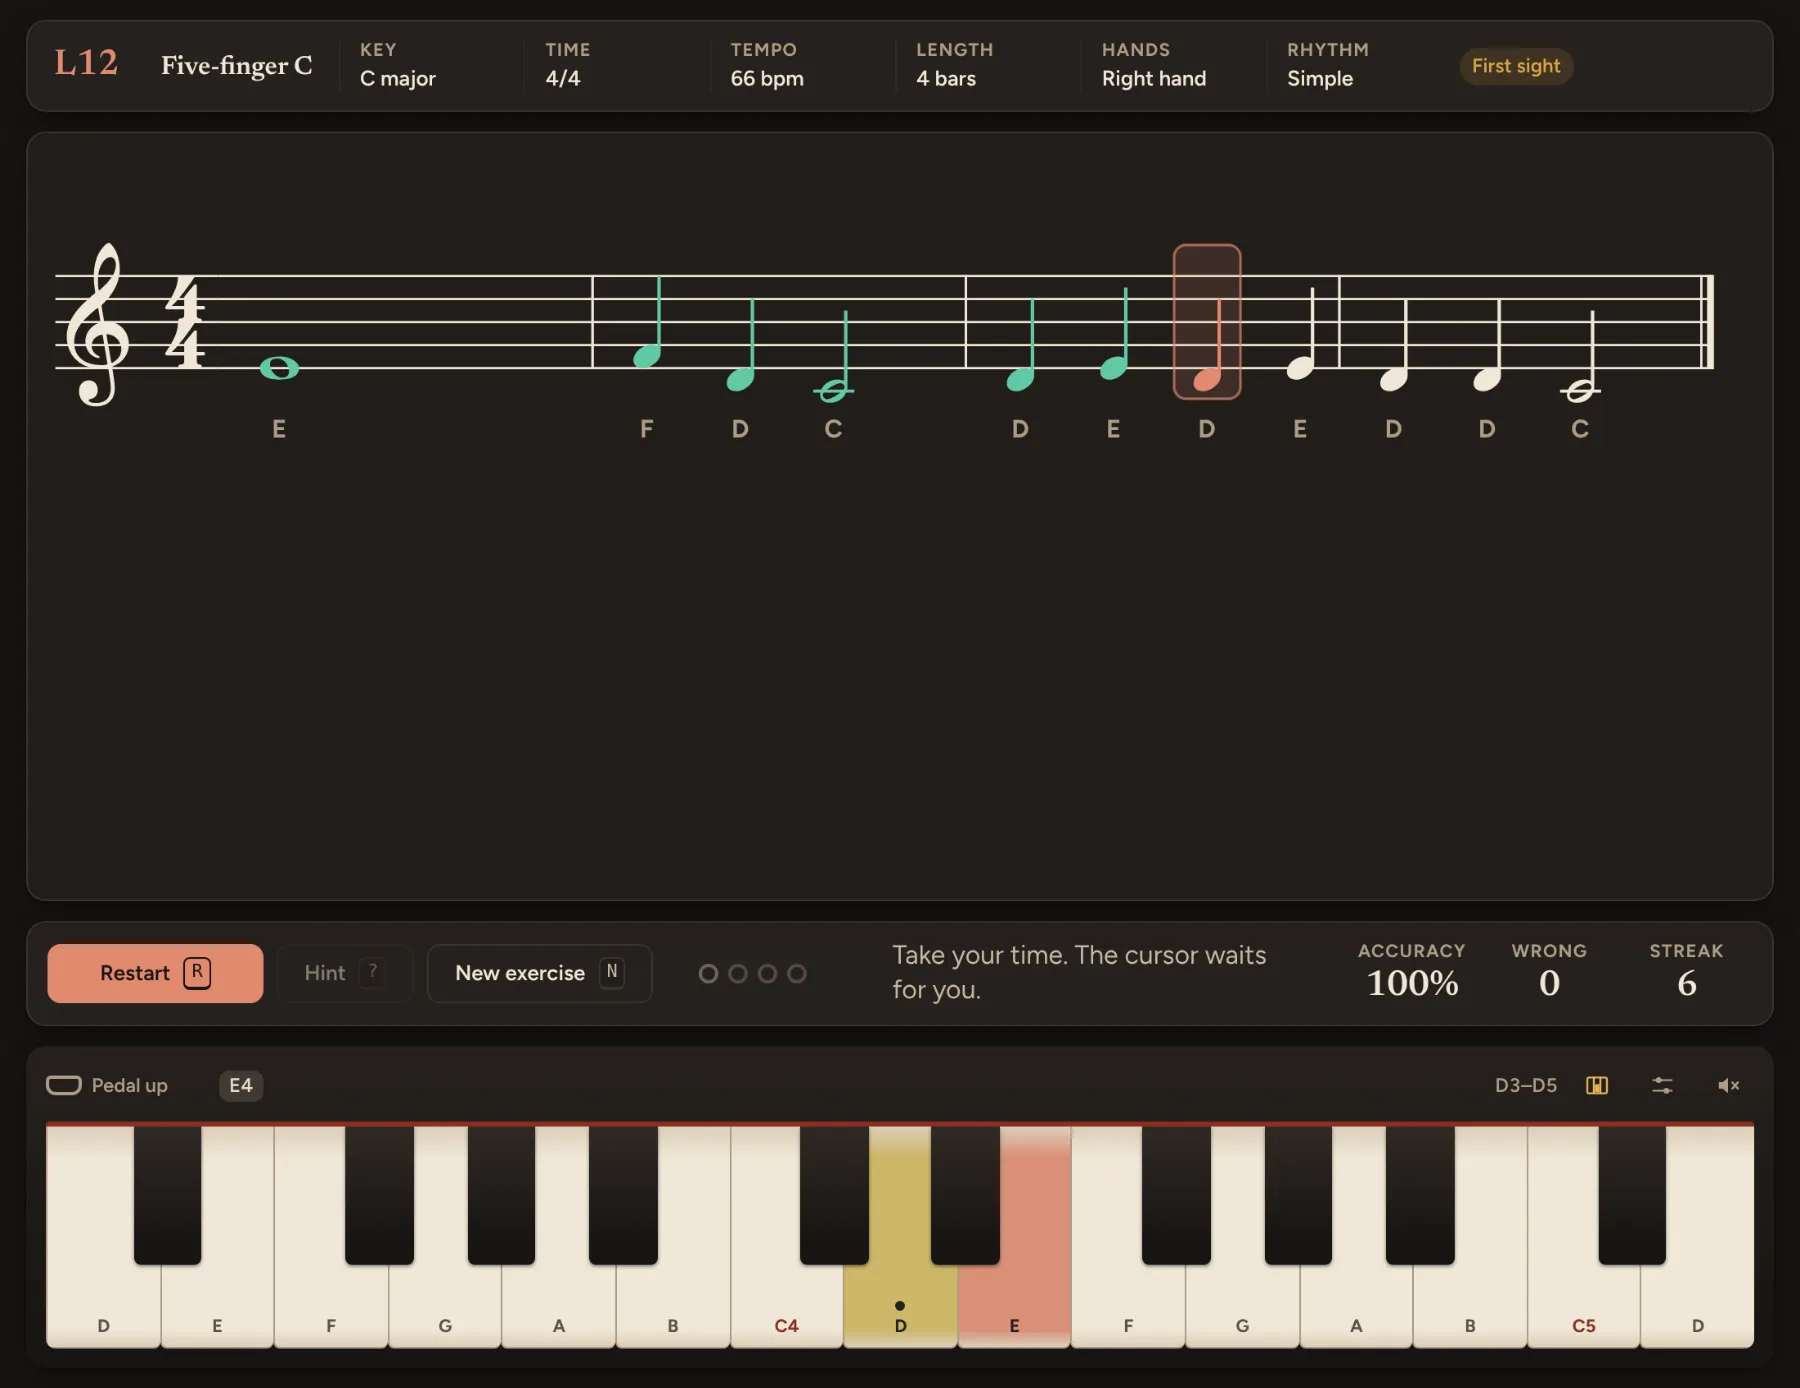 L12
Five-finger C
KEY
C major
TIME
4/4
TEMPO
66 bpm
LENGTH
4 bars
HANDS
Right hand
RHYTHM
Simple
First sight
4
4
E F D C D E D E D D C
Restart R
Hint ?
New exercise N
Take your time. The cursor waits
for you.
ACCURACY
100%
WRONG
0
STREAK
6
Pedal up
E4
D3–D5
D E F G A B C4 D E F G A B C5 D